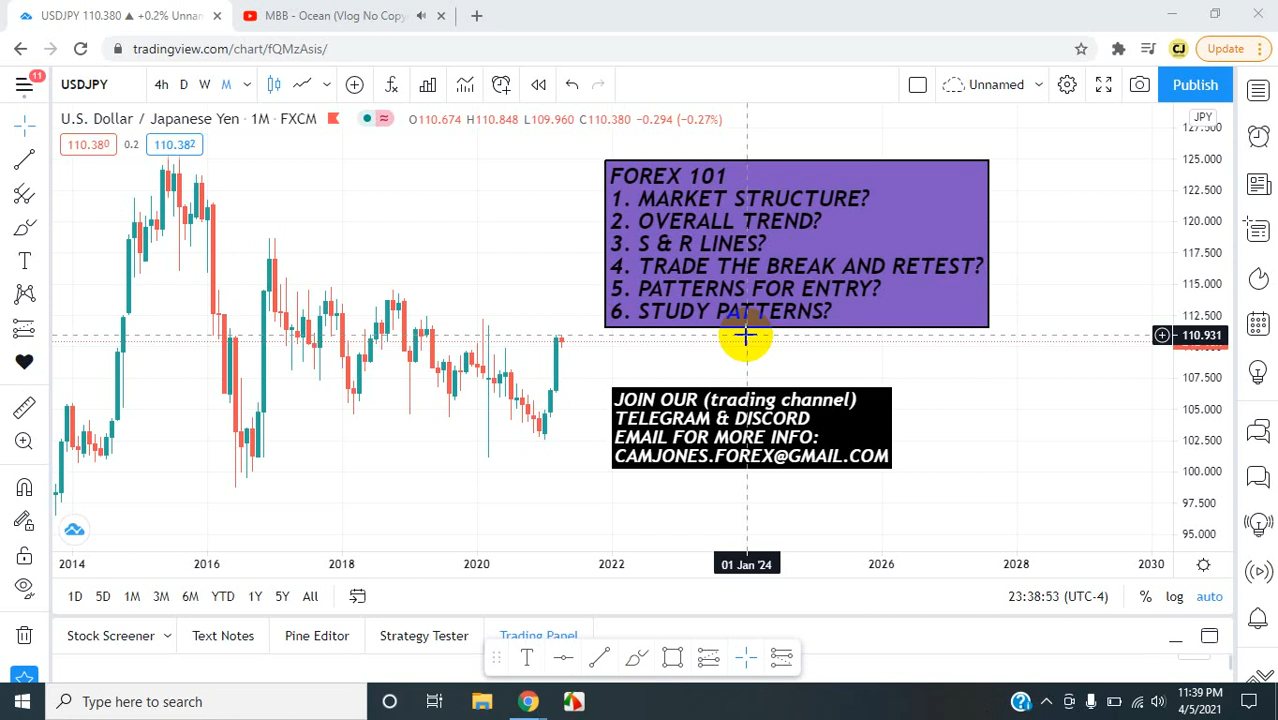 USDJPY 110.380 ▲ +0.2% Unnan
MBB - Ocean (Vlog No Copy
tradingview.com/chart/fQMzAsis/
CJ
Update
11
USDJPY
4h D W M
Unnamed
Publish
U.S. Dollar / Japanese Yen · 1M · FXCM
O110.674 H110.848 L109.960 C110.380 -0.294 (-0.27%)
110.380 0.2 110.382
JPY
127.500
125.000
122.500
120.000
117.500
115.000
112.500
110.931
107.500
105.000
102.500
100.000
97.500
95.000
FOREX 101
1. MARKET STRUCTURE?
2. OVERALL TREND?
3. S & R LINES?
4. TRADE THE BREAK AND RETEST?
5. PATTERNS FOR ENTRY?
6. STUDY PATTERNS?
JOIN OUR (trading channel)
TELEGRAM & DISCORD
EMAIL FOR MORE INFO:
CAMJONES.FOREX@GMAIL.COM
2014 2016 2018 2020 2022 01 Jan '24 2026 2028 2030
1D 5D 1M 3M 6M YTD 1Y 5Y All
23:38:53 (UTC-4) % log auto
Stock Screener Text Notes Pine Editor Strategy Tester Trading Panel
Type here to search
11:39 PM
4/5/2021